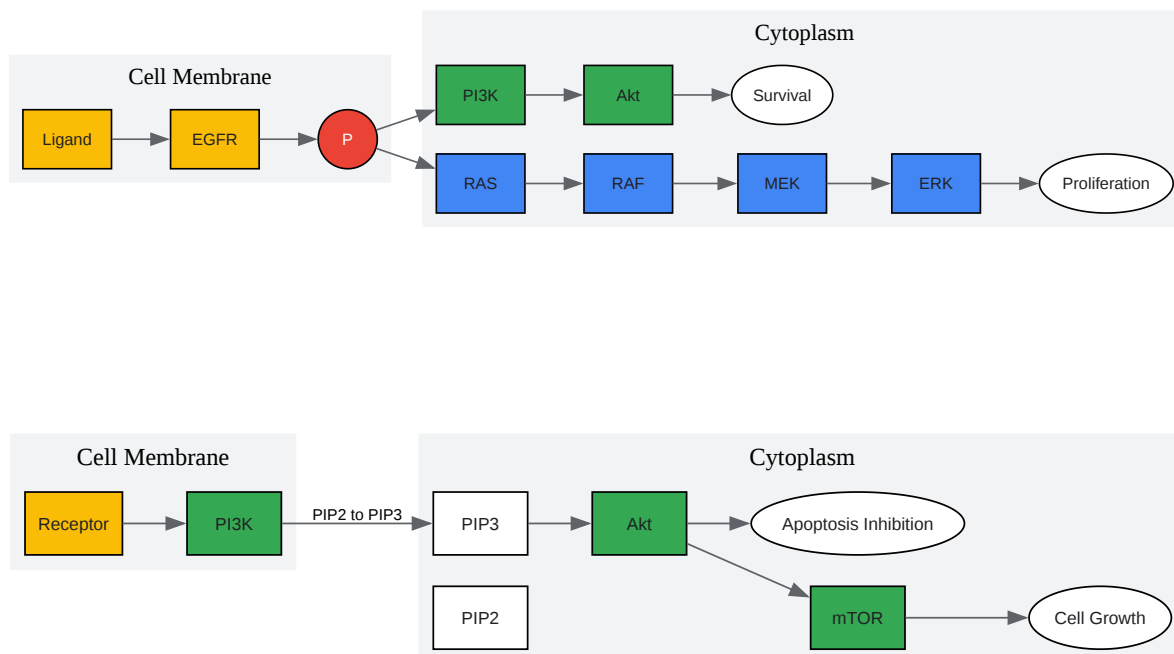 Cytoplasm
Cell Membrane
PI3K
Akt
Survival
Ligand
EGFR
P
RAS
RAF
MEK
ERK
Proliferation
Cell Membrane
Cytoplasm
Receptor
PI3K
PIP2 to PIP3
PIP3
Akt
Apoptosis Inhibition
PIP2
mTOR
Cell Growth